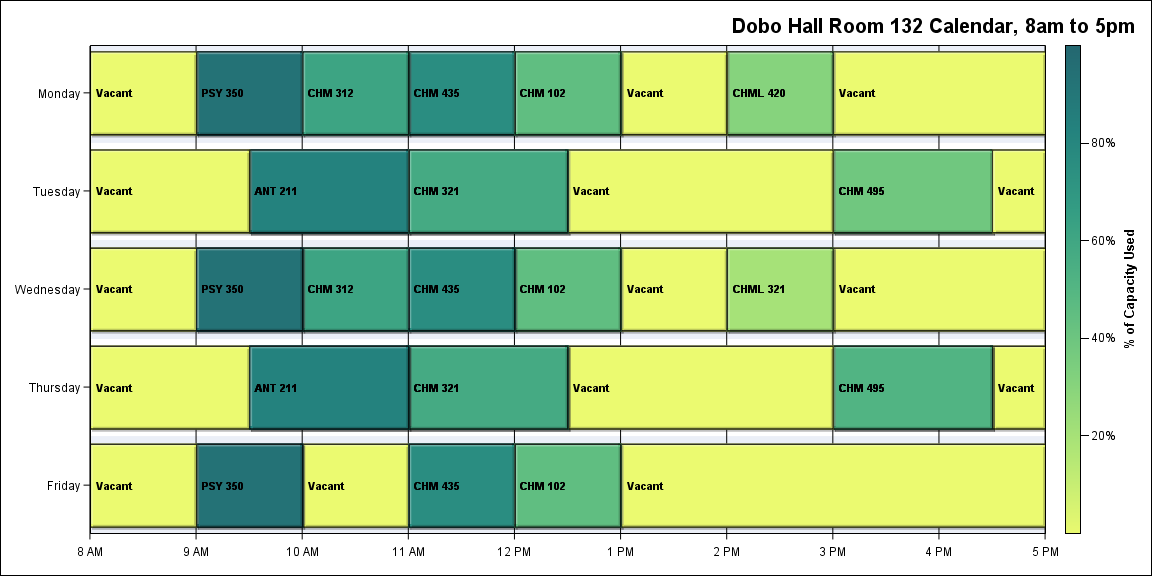 Dobo Hall Room 132 Calendar, 8am to 5pm
Monday
Vacant
PSY 350
CHM 312
CHM 435
CHM 102
Vacant
CHML 420
Vacant
Tuesday
Vacant
ANT 211
CHM 321
Vacant
CHM 495
Vacant
Wednesday
Vacant
PSY 350
CHM 312
CHM 435
CHM 102
Vacant
CHML 321
Vacant
Thursday
Vacant
ANT 211
CHM 321
Vacant
CHM 495
Vacant
Friday
Vacant
PSY 350
Vacant
CHM 435
CHM 102
Vacant
8 AM
9 AM
10 AM
11 AM
12 PM
1 PM
2 PM
3 PM
4 PM
5 PM
80%
60%
40%
20%
% of Capacity Used